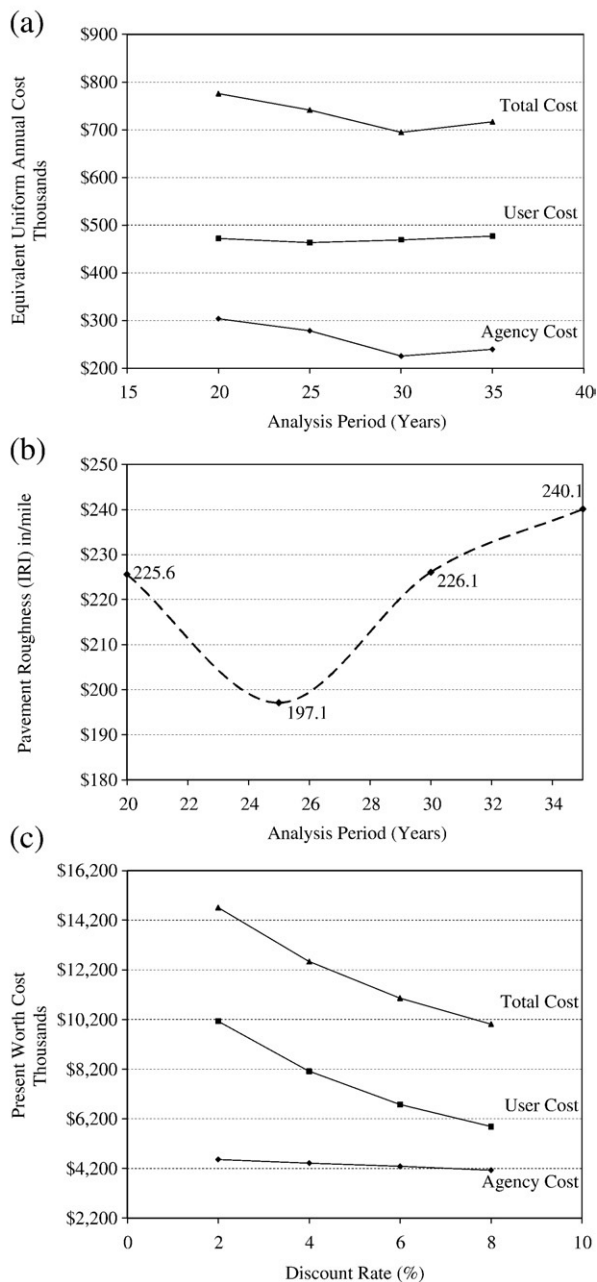 (a)
$900
$800
$700
$600
$500
$400
$300
$200
Equivalent Uniform Annual Cost
Thousands
Total Cost
User Cost
Agency Cost
15 20 25 30 35 40
Analysis Period (Years)
(b)
$250
$240
$230
$220
$210
$200
$190
$180
Pavement Roughness (IRI) in/mile
225.6
197.1
226.1
240.1
20 22 24 26 28 30 32 34
Analysis Period (Years)
(c)
$16,200
$14,200
$12,200
$10,200
$8,200
$6,200
$4,200
$2,200
Present Worth Cost
Thousands
Total Cost
User Cost
Agency Cost
0 2 4 6 8 10
Discount Rate (%)